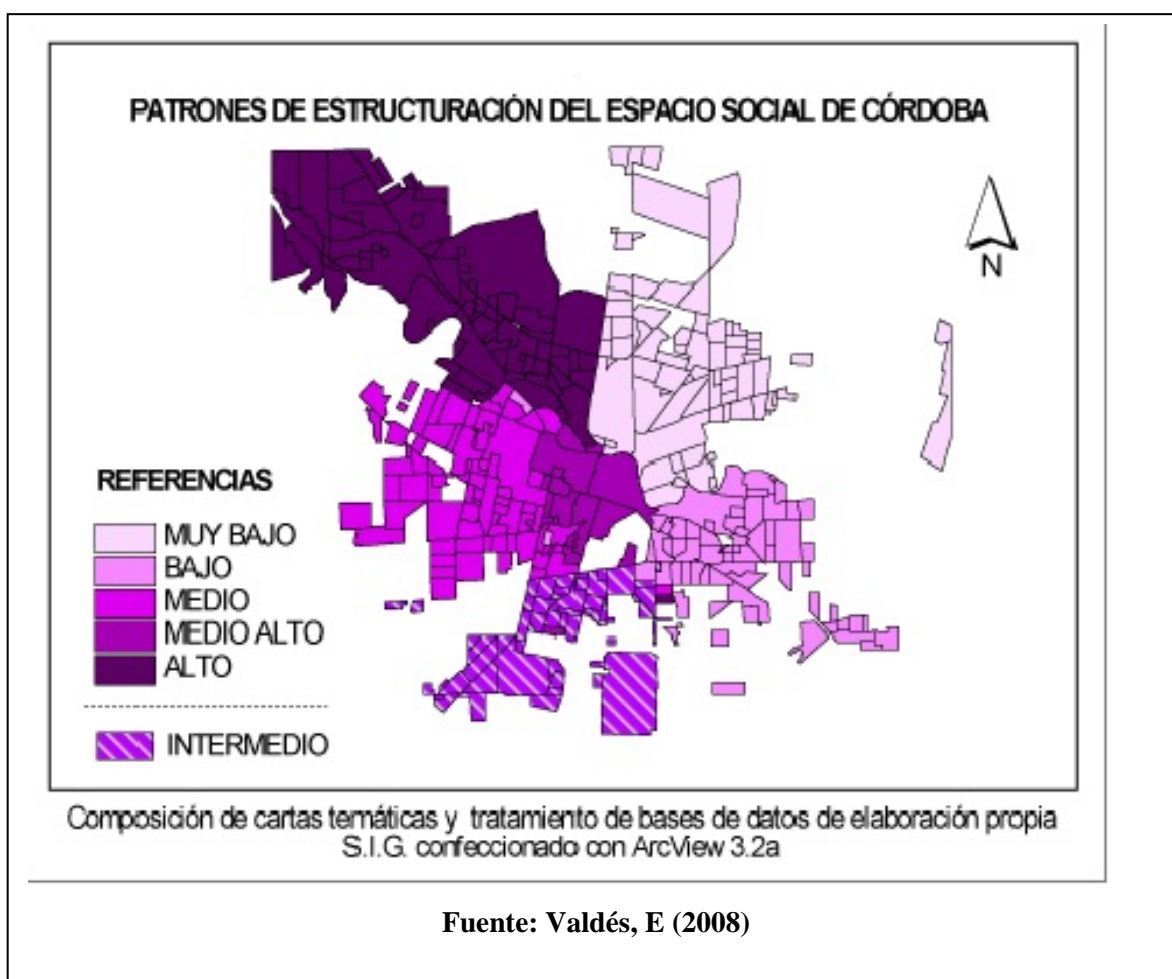 PATRONES DE ESTRUCTURACIÓN DEL ESPACIO SOCIAL DE CÓRDOBA
N
REFERENCIAS
MUY BAJO
BAJO
MEDIO
MEDIO ALTO
ALTO
INTERMEDIO
Composición de cartas temáticas y tratamiento de bases de datos de elaboración propia
S.I.G. confeccionado con ArcView 3.2a
Fuente: Valdés, E (2008)